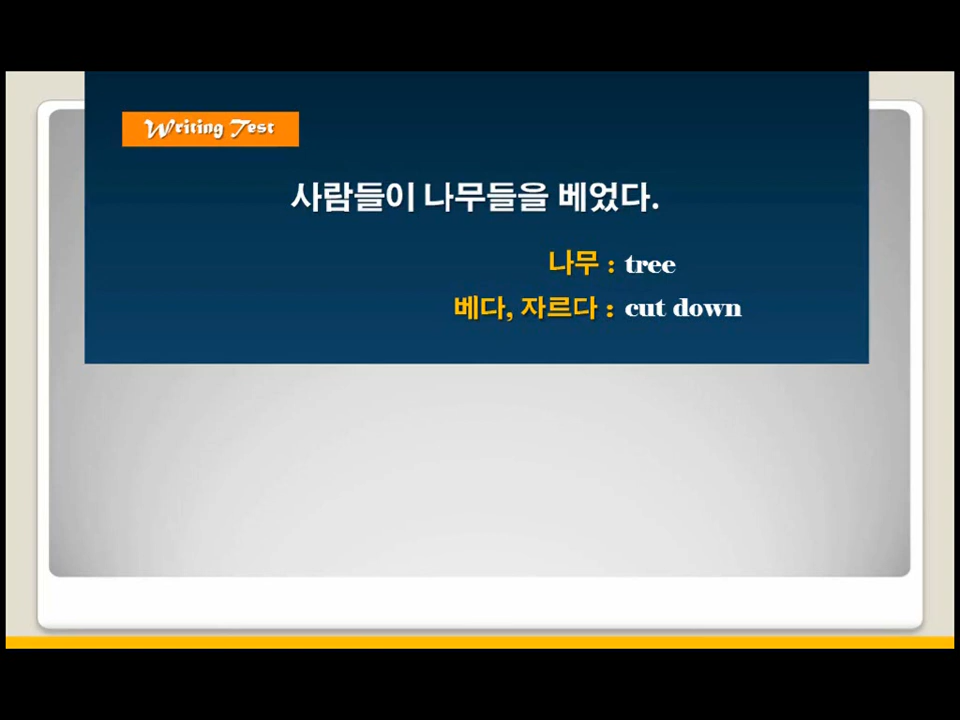 Writing Test
사람들이 나무들을 베었다.
나무 : tree
베다, 자르다 : cut down